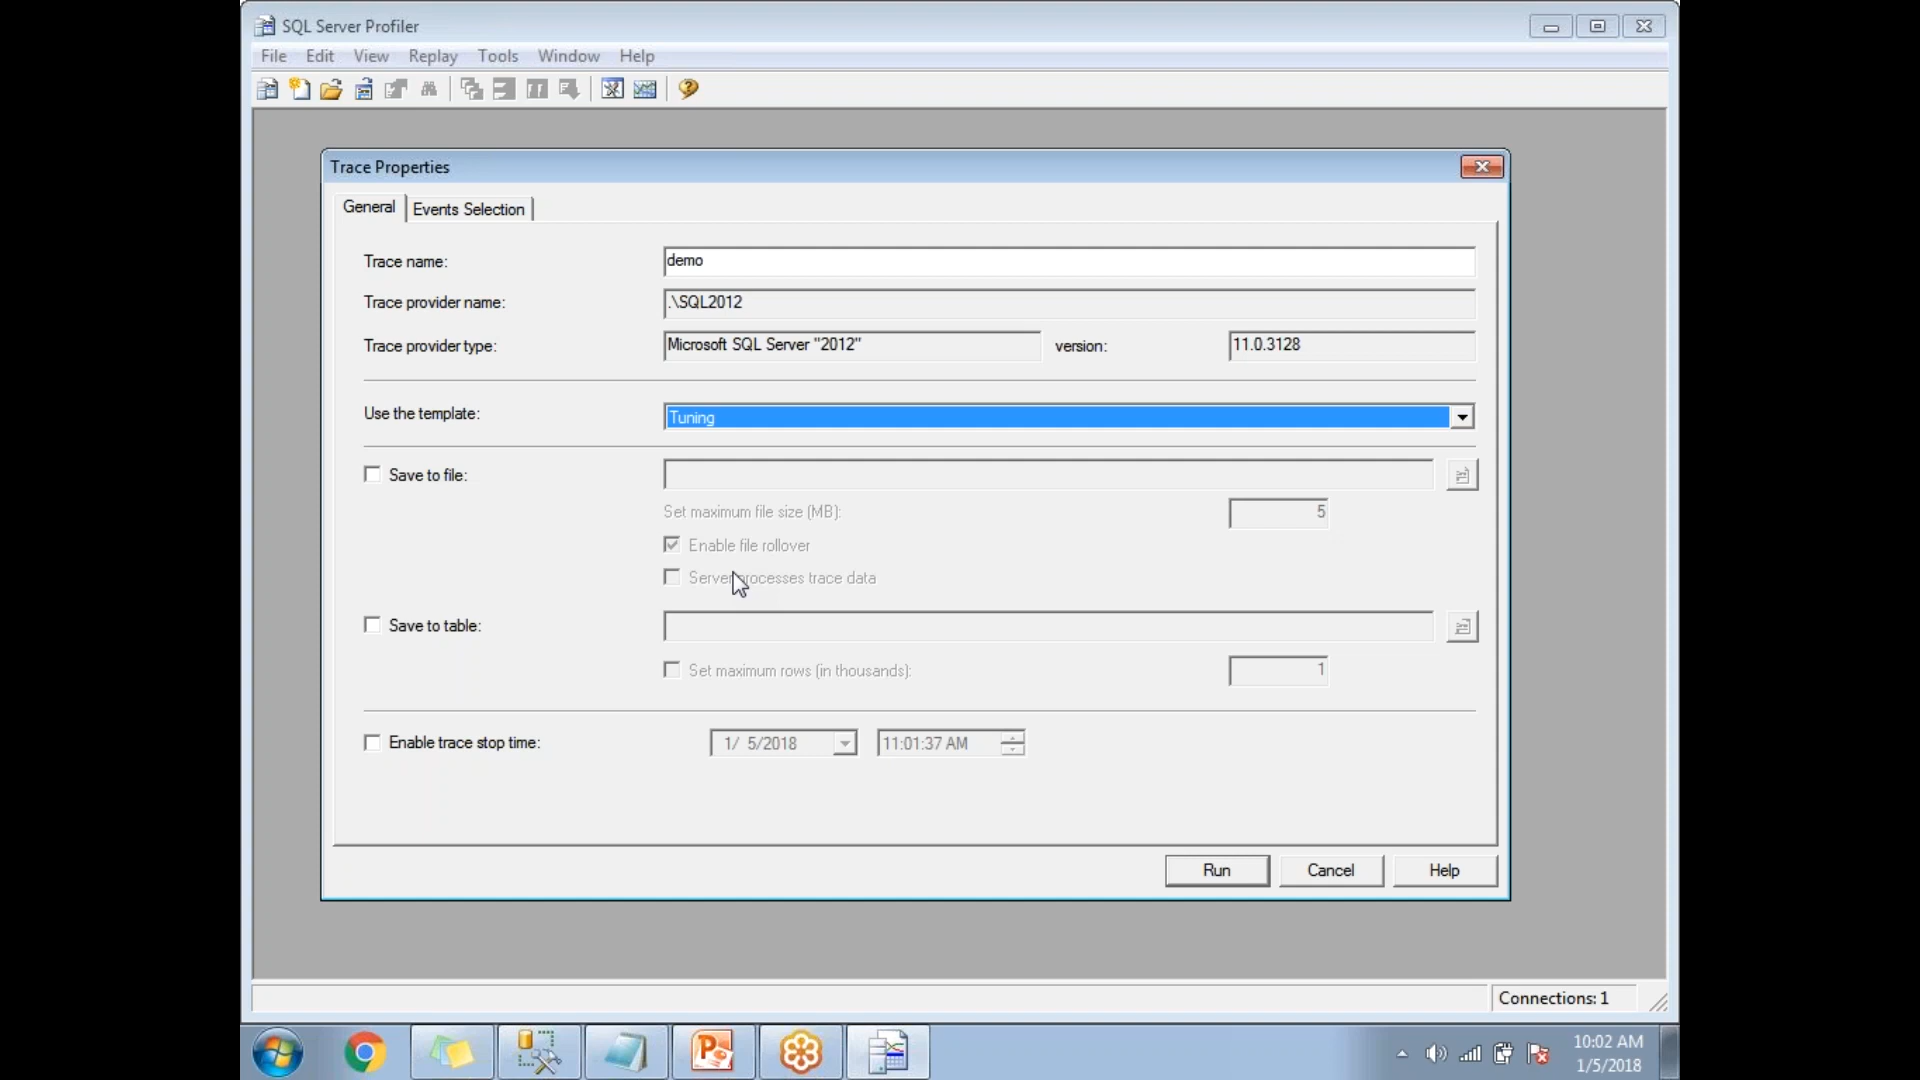 SQL Server Profiler
File Edit View Replay Tools Window Help
Trace Properties
General Events Selection
Trace name: demo
Trace provider name: .\SQL2012
Trace provider type: Microsoft SQL Server "2012" version: 11.0.3128
Use the template: Tuning
Save to file:
Set maximum file size (MB): 5
Enable file rollover
Server processes trace data
Save to table:
Set maximum rows (in thousands): 1
Enable trace stop time: 1/ 5/2018 11:01:37 AM
Run Cancel Help
Connections: 1
10:02 AM
1/5/2018